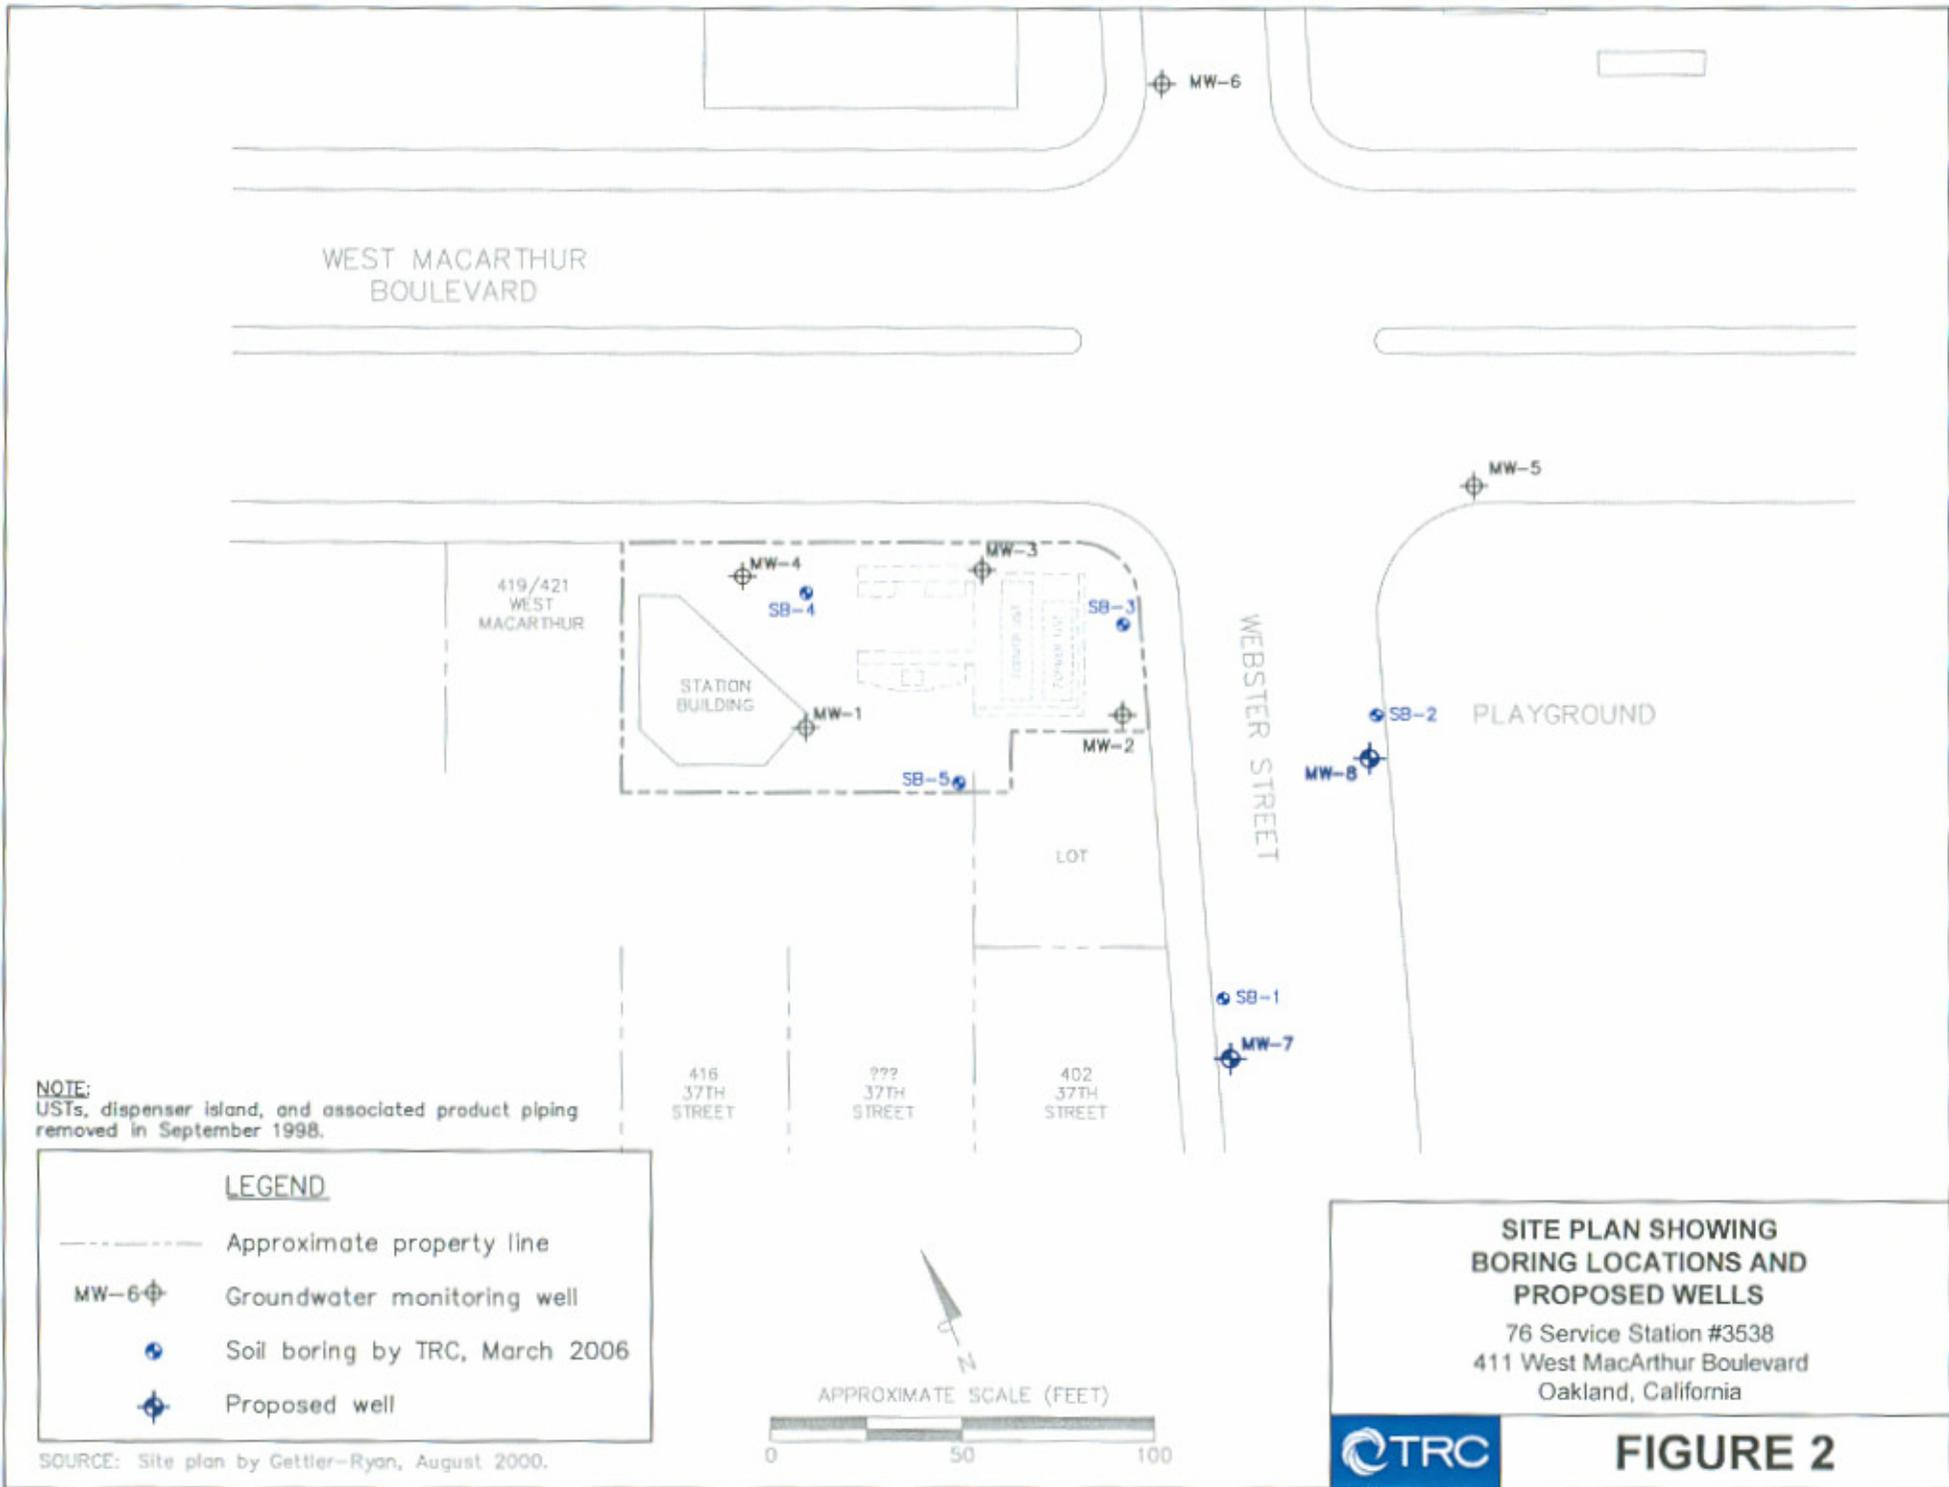 MW-6
WEST MACARTHUR
BOULEVARD
MW-5
MW-3
MW-4
419/421
WEST
MACARTHUR
SB-4
SB-3
FORMER UST
FORMER UST
WEBSTER STREET
STATION
BUILDING
MW-1
MW-2
SB-2
PLAYGROUND
MW-8
SB-5
LOT
SB-1
MW-7
416
37TH
STREET
???
37TH
STREET
402
37TH
STREET
NOTE:
USTs, dispenser island, and associated product piping
removed in September 1998.
LEGEND
Approximate property line
MW-6
Groundwater monitoring well
Soil boring by TRC, March 2006
Proposed well
SOURCE: Site plan by Gettler-Ryan, August 2000.
N
APPROXIMATE SCALE (FEET)
0 50 100
SITE PLAN SHOWING
BORING LOCATIONS AND
PROPOSED WELLS
76 Service Station #3538
411 West MacArthur Boulevard
Oakland, California
TRC
FIGURE 2